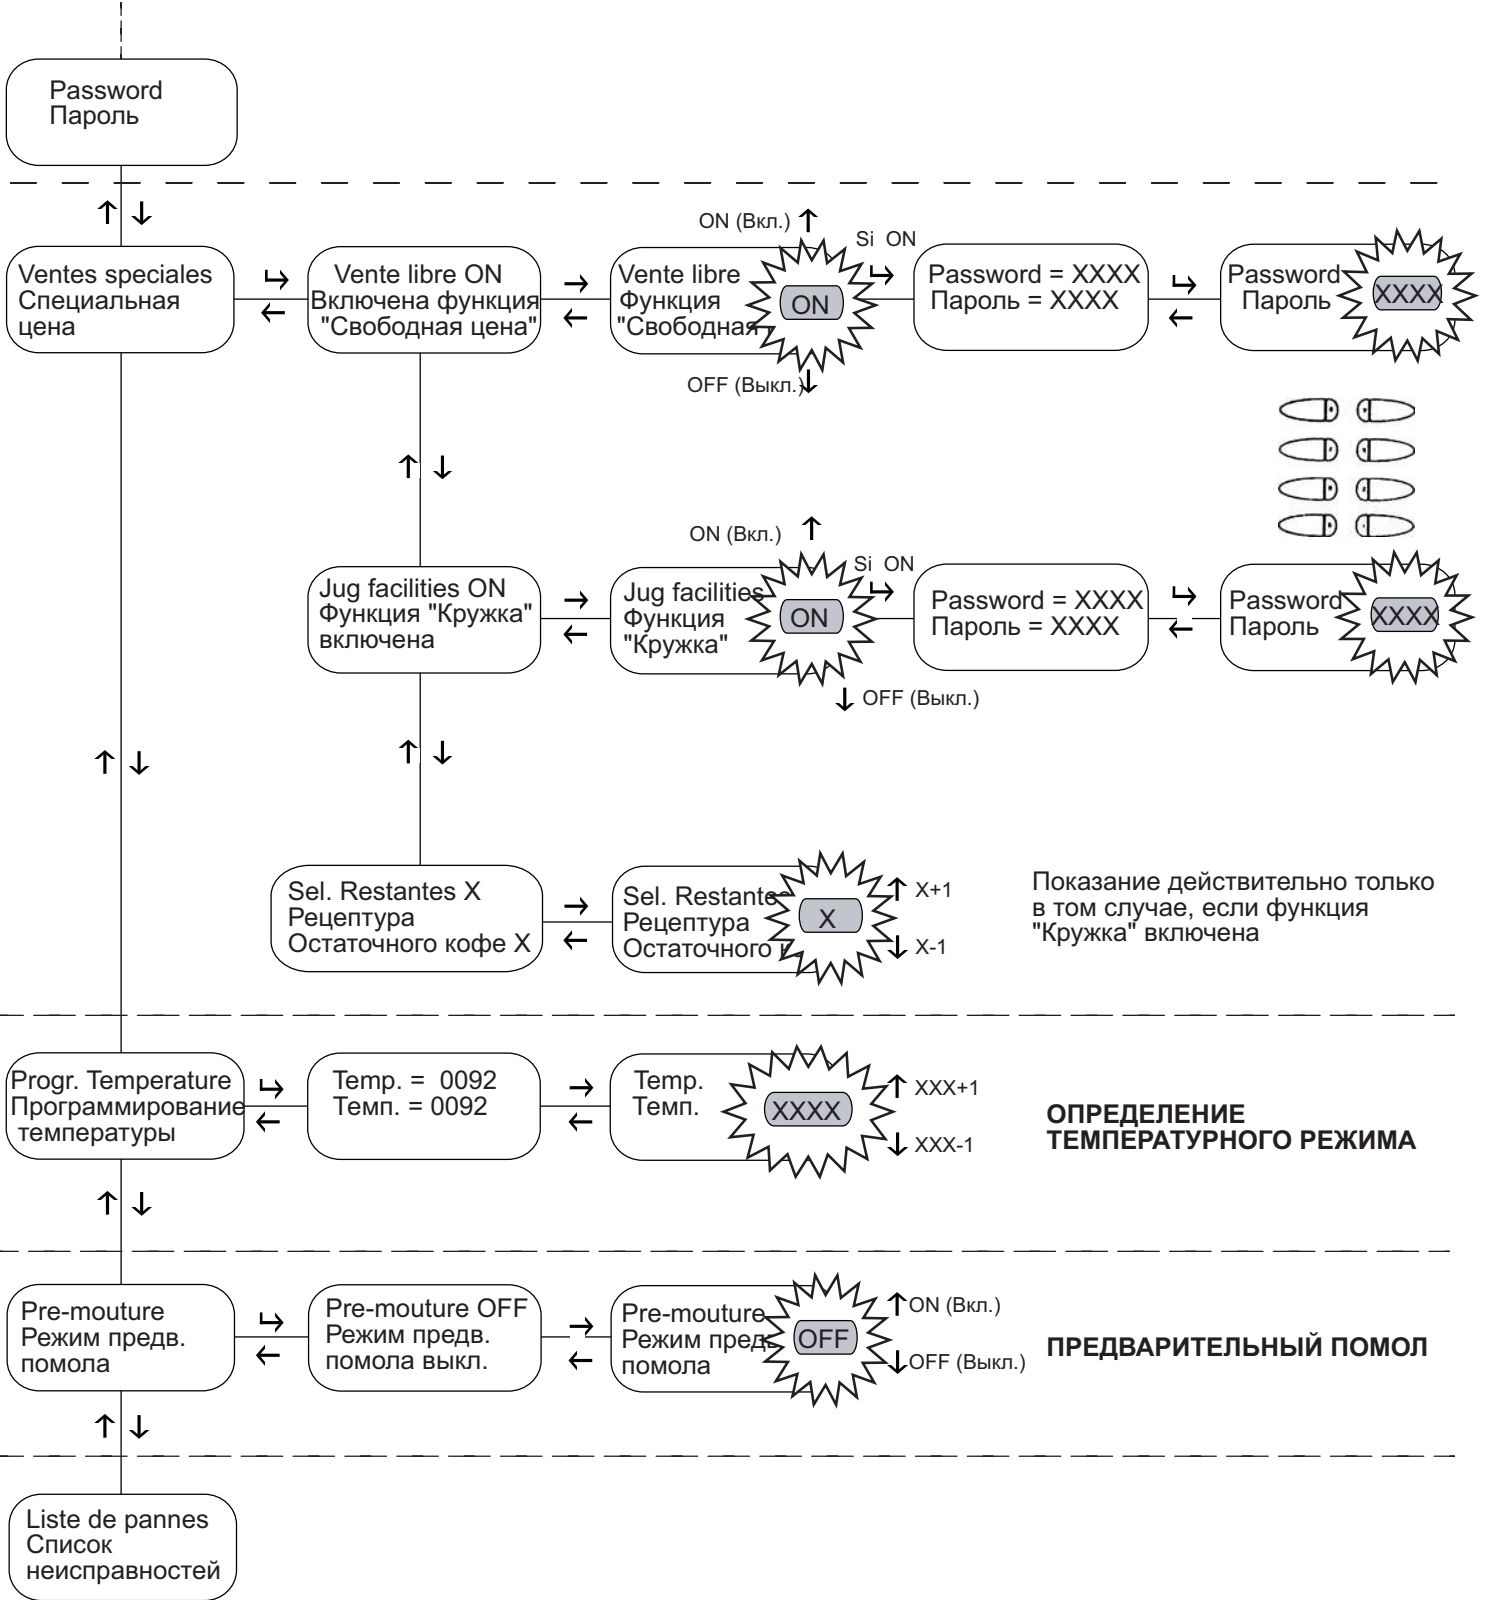 Password
Пароль
ON (Вкл.)
Si ON
Ventes speciales
Специальная
цена
Vente libre ON
Включена функция
"Свободная цена"
Vente libre
Функция
"Свободная
ON
Password = XXXX
Пароль = XXXX
Password
Пароль
XXXX
OFF (Выкл.)
ON (Вкл.)
Si ON
Jug facilities ON
Функция "Кружка"
включена
Jug facilities
Функция
"Кружка"
ON
Password = XXXX
Пароль = XXXX
Password
Пароль
XXXX
OFF (Выкл.)
Sel. Restantes X
Рецептура
Остаточного кофе X
Sel. Restantes
Рецептура
Остаточного
X
X+1
X-1
Показание действительно только
в том случае, если функция
"Кружка" включена
Progr. Temperature
Программирование
температуры
Temp. = 0092
Темп. = 0092
Temp.
Темп.
XXXX
XXX+1
XXX-1
ОПРЕДЕЛЕНИЕ
ТЕМПЕРАТУРНОГО РЕЖИМА
Pre-mouture
Режим предв.
помола
Pre-mouture OFF
Режим предв.
помола выкл.
Pre-mouture
Режим предв
помола
OFF
ON (Вкл.)
OFF (Выкл.)
ПРЕДВАРИТЕЛЬНЫЙ ПОМОЛ
Liste de pannes
Список
неисправностей